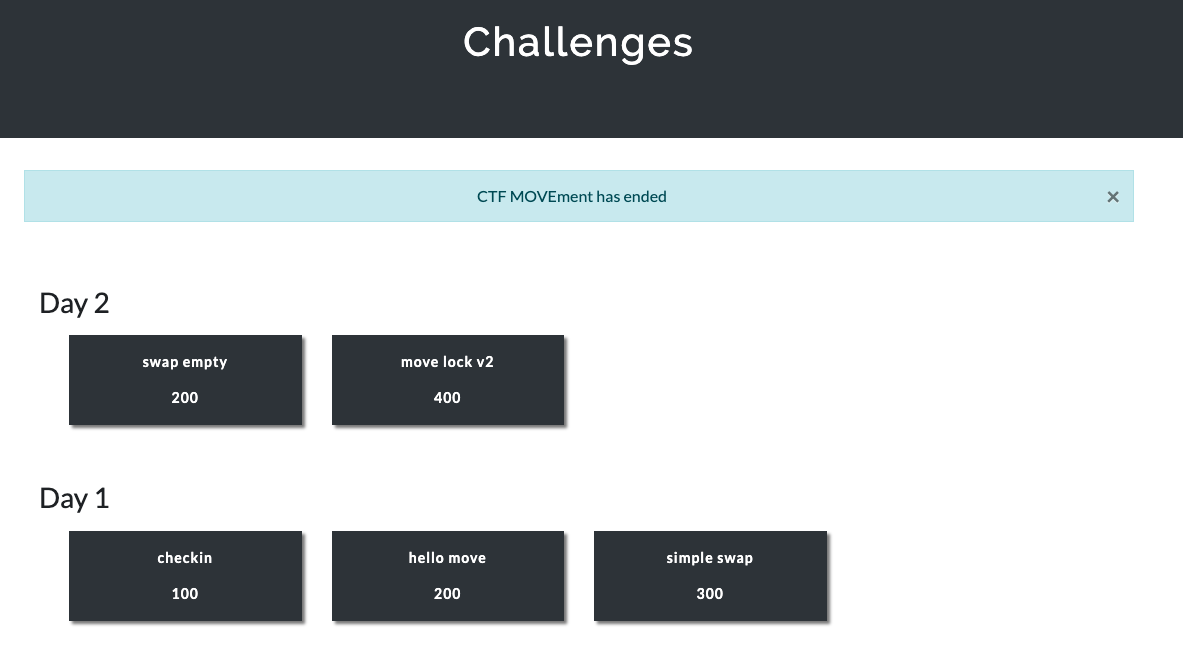 Challenges
CTF MOVEment has ended ×
Day 2
swap empty
200
move lock v2
400
Day 1
checkin
100
hello move
200
simple swap
300